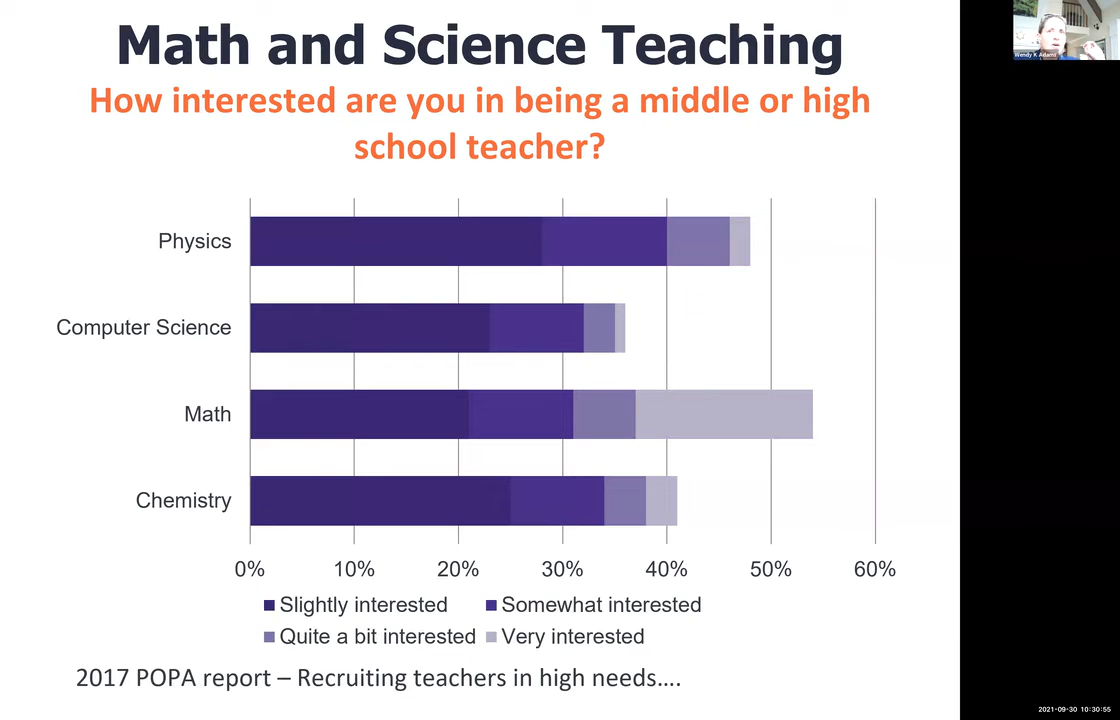 Math and Science Teaching
How interested are you in being a middle or high
school teacher?
Physics
Computer Science
Math
Chemistry
0% 10% 20% 30% 40% 50% 60%
Slightly interested Somewhat interested
Quite a bit interested Very interested
2017 POPA report – Recruiting teachers in high needs....
Wendy K Adams
2021-09-30 10:30:55